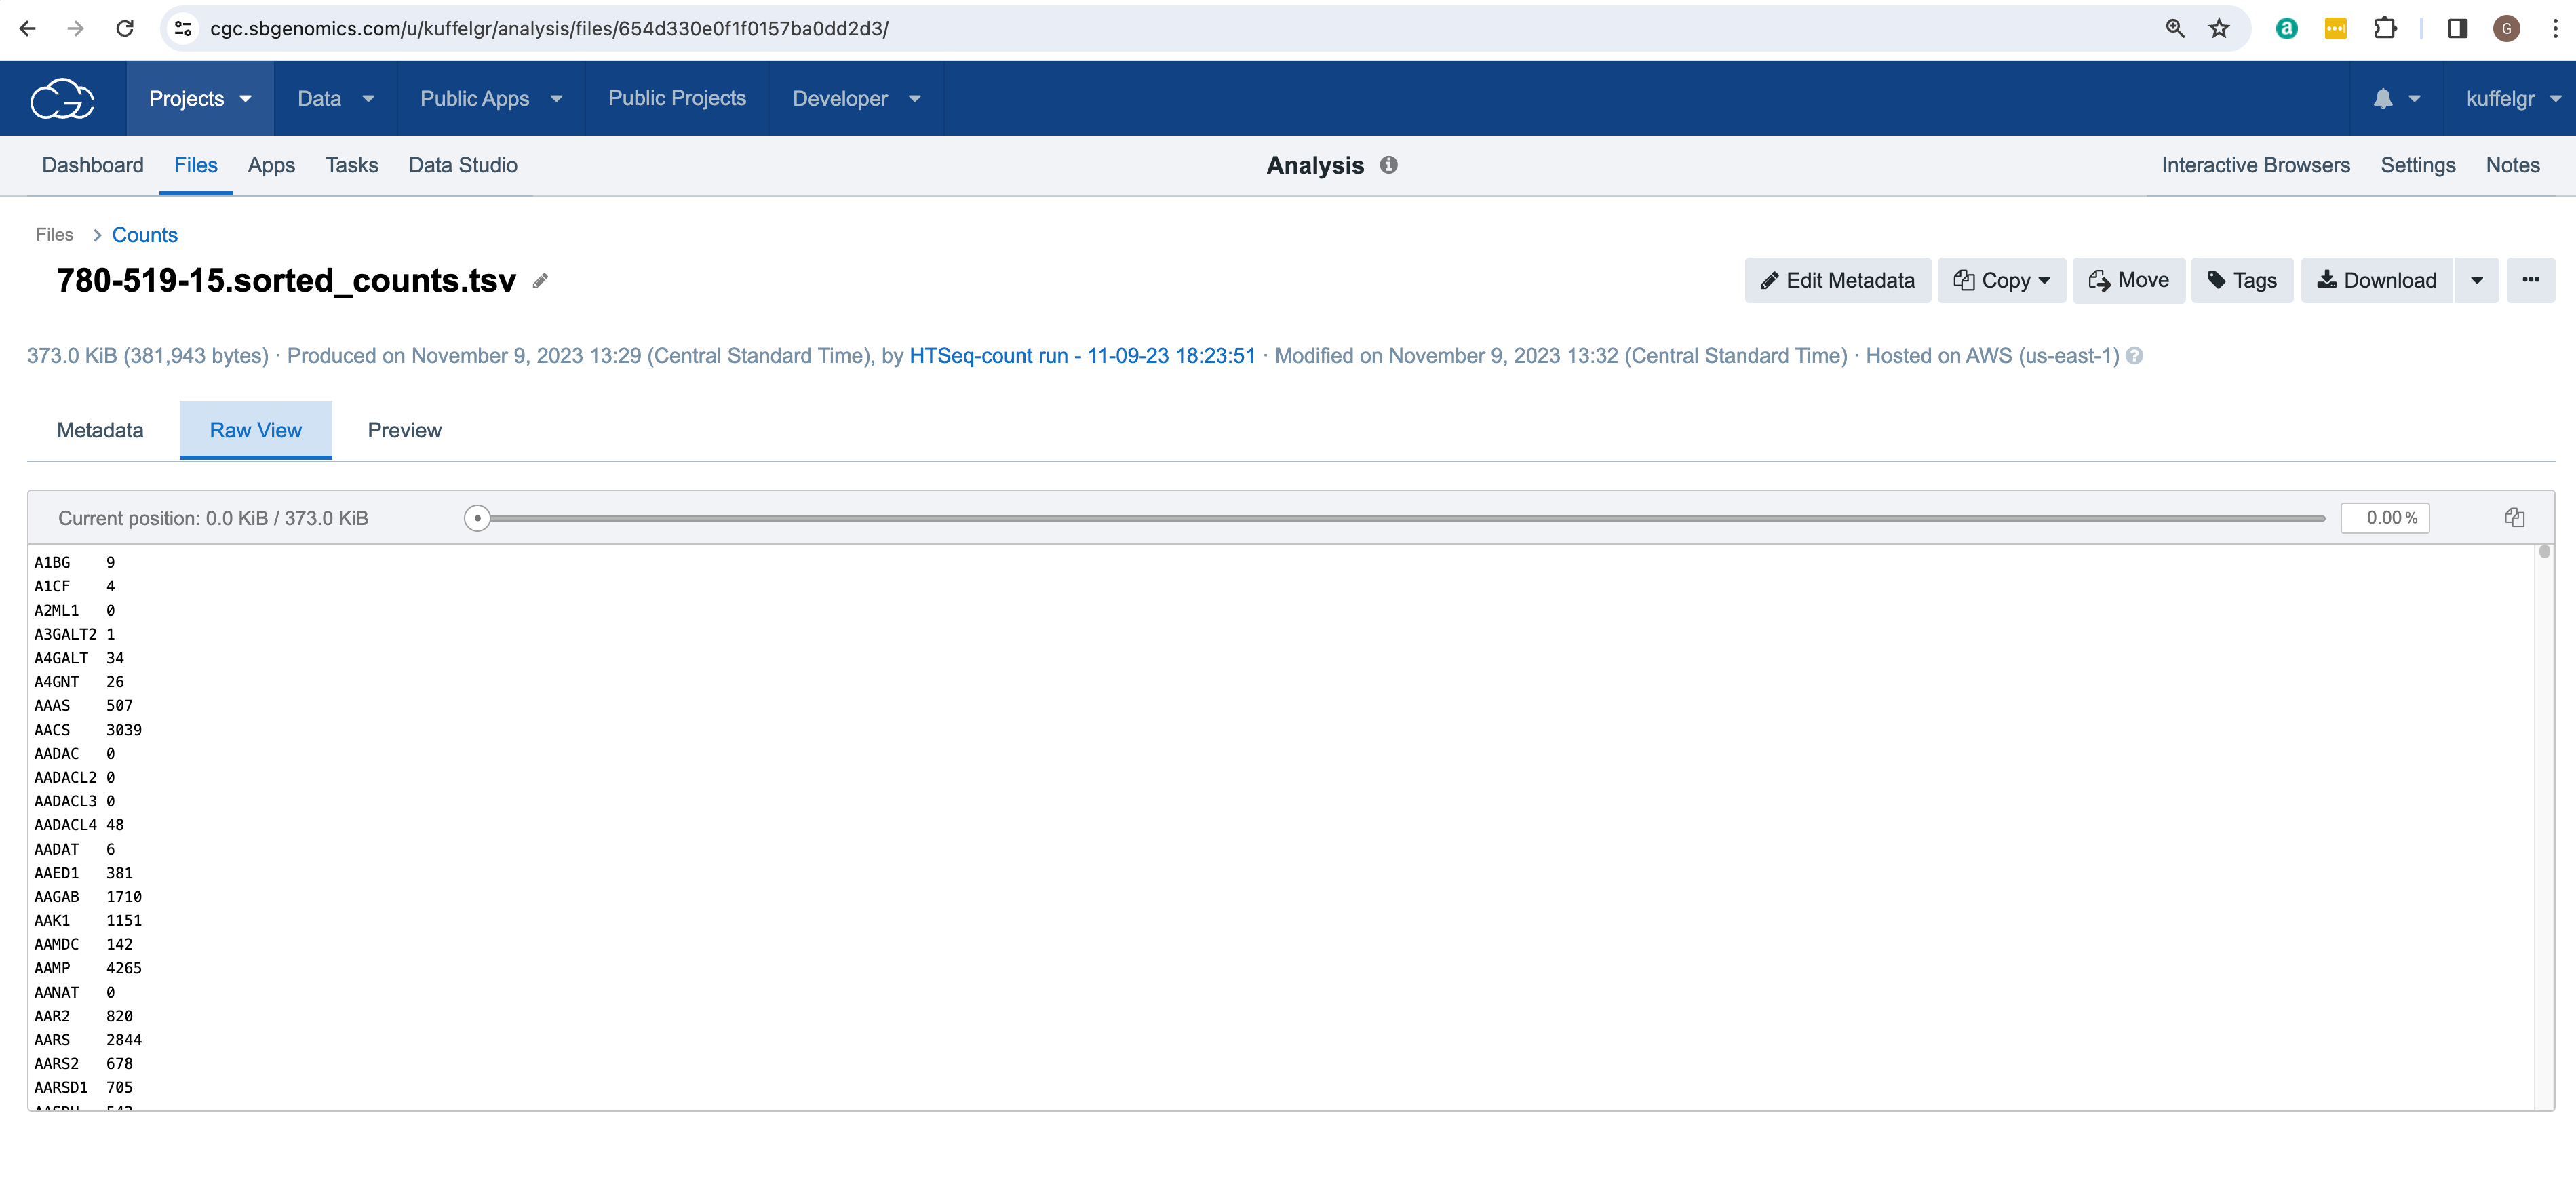 cgc.sbgenomics.com/u/kuffelgr/analysis/files/654d330e0f1f0157ba0dd2d3/
a
G
CG
Projects
Data
Public Apps
Public Projects
Developer
kuffelgr
Dashboard
Files
Apps
Tasks
Data Studio
Analysis
Interactive Browsers
Settings
Notes
Files > Counts
780-519-15.sorted_counts.tsv
Edit Metadata
Copy
Move
Tags
Download
373.0 KiB (381,943 bytes) · Produced on November 9, 2023 13:29 (Central Standard Time), by HTSeq-count run - 11-09-23 18:23:51 · Modified on November 9, 2023 13:32 (Central Standard Time) · Hosted on AWS (us-east-1) ?
Metadata
Raw View
Preview
Current position: 0.0 KiB / 373.0 KiB
0.00 %
A1BG 9
A1CF 4
A2ML1 0
A3GALT2 1
A4GALT 34
A4GNT 26
AAAS 507
AACS 3039
AADAC 0
AADACL2 0
AADACL3 0
AADACL4 48
AADAT 6
AAED1 381
AAGAB 1710
AAK1 1151
AAMDC 142
AAMP 4265
AANAT 0
AAR2 820
AARS 2844
AARS2 678
AARSD1 705